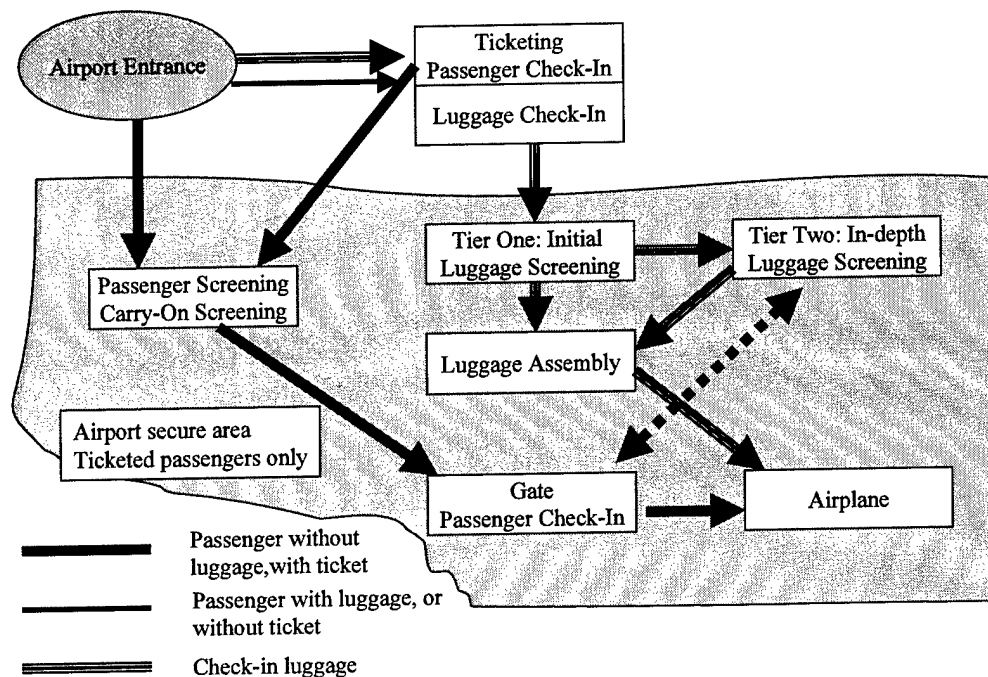 Airport Entrance
Ticketing
Passenger Check-In
Luggage Check-In
Tier One: Initial
Luggage Screening
Tier Two: In-depth
Luggage Screening
Passenger Screening
Carry-On Screening
Luggage Assembly
Airport secure area
Ticketed passengers only
Gate
Passenger Check-In
Airplane
Passenger without
luggage,with ticket
Passenger with luggage, or
without ticket
Check-in luggage